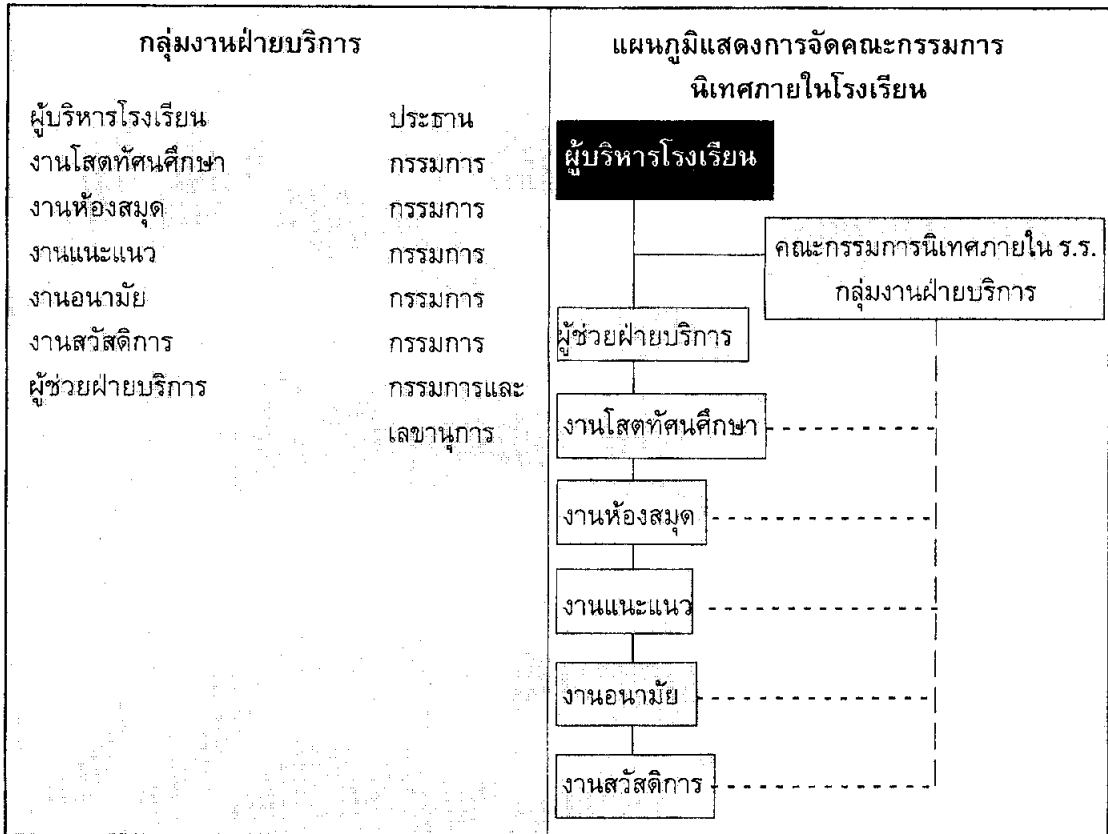 กลุ่มงานฝ่ายบริการ
ผู้บริหารโรงเรียน ประธาน
งานโสตทัศนศึกษา กรรมการ
งานห้องสมุด กรรมการ
งานแนะแนว กรรมการ
งานอนามัย กรรมการ
งานสวัสดิการ กรรมการ
ผู้ช่วยฝ่ายบริการ กรรมการและ
เลขานุการ
แผนภูมิแสดงการจัดคณะกรรมการ
นิเทศภายในโรงเรียน
ผู้บริหารโรงเรียน
คณะกรรมการนิเทศภายใน ร.ร.
กลุ่มงานฝ่ายบริการ
ผู้ช่วยฝ่ายบริการ
งานโสตทัศนศึกษา
งานห้องสมุด
งานแนะแนว
งานอนามัย
งานสวัสดิการ